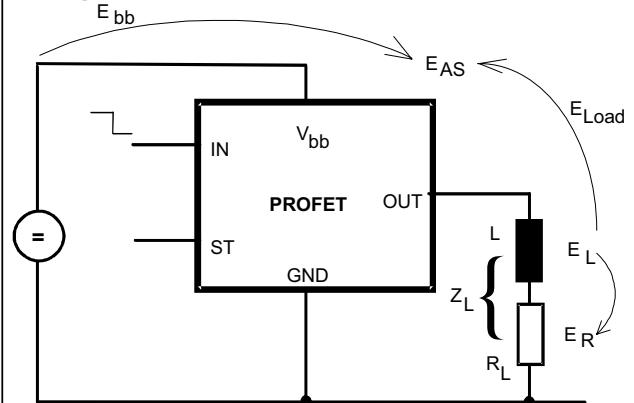 E bb
E AS
E Load
V bb
IN
PROFET
OUT
ST
L
E L
GND
Z L {
E R
R L
=